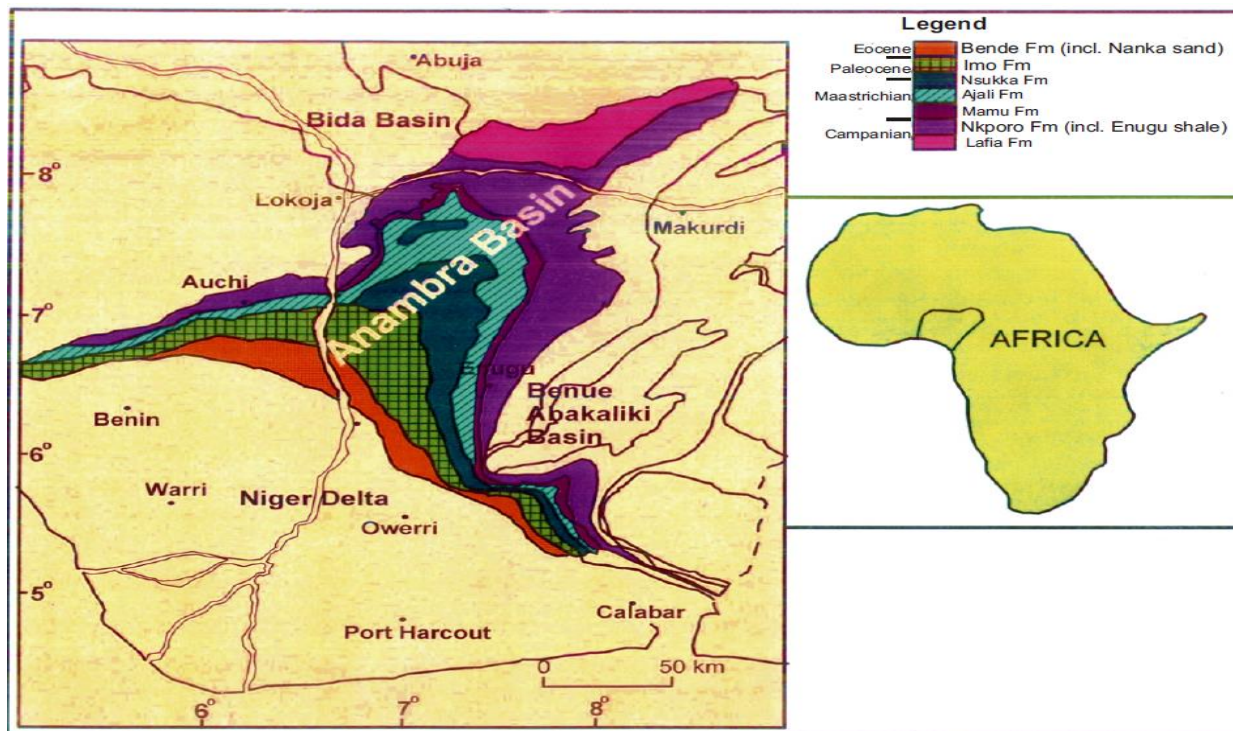 Legend
Eocene
Bende Fm (incl. Nanka sand)
Imo Fm
Paleocene
Nsukka Fm
Maastrichian
Ajali Fm
Mamu Fm
Campanian
Nkporo Fm (incl. Enugu shale)
Lafia Fm
Abuja
Bida Basin
8°
Lokoja
Makurdi
Anambra Basin
Auchi
7°
AFRICA
Enugu
Benue
Abakaliki
Basin
Benin
6°
Warri
Niger Delta
Owerri
5°
Calabar
Port Harcout
0 50 km
6° 7° 8°